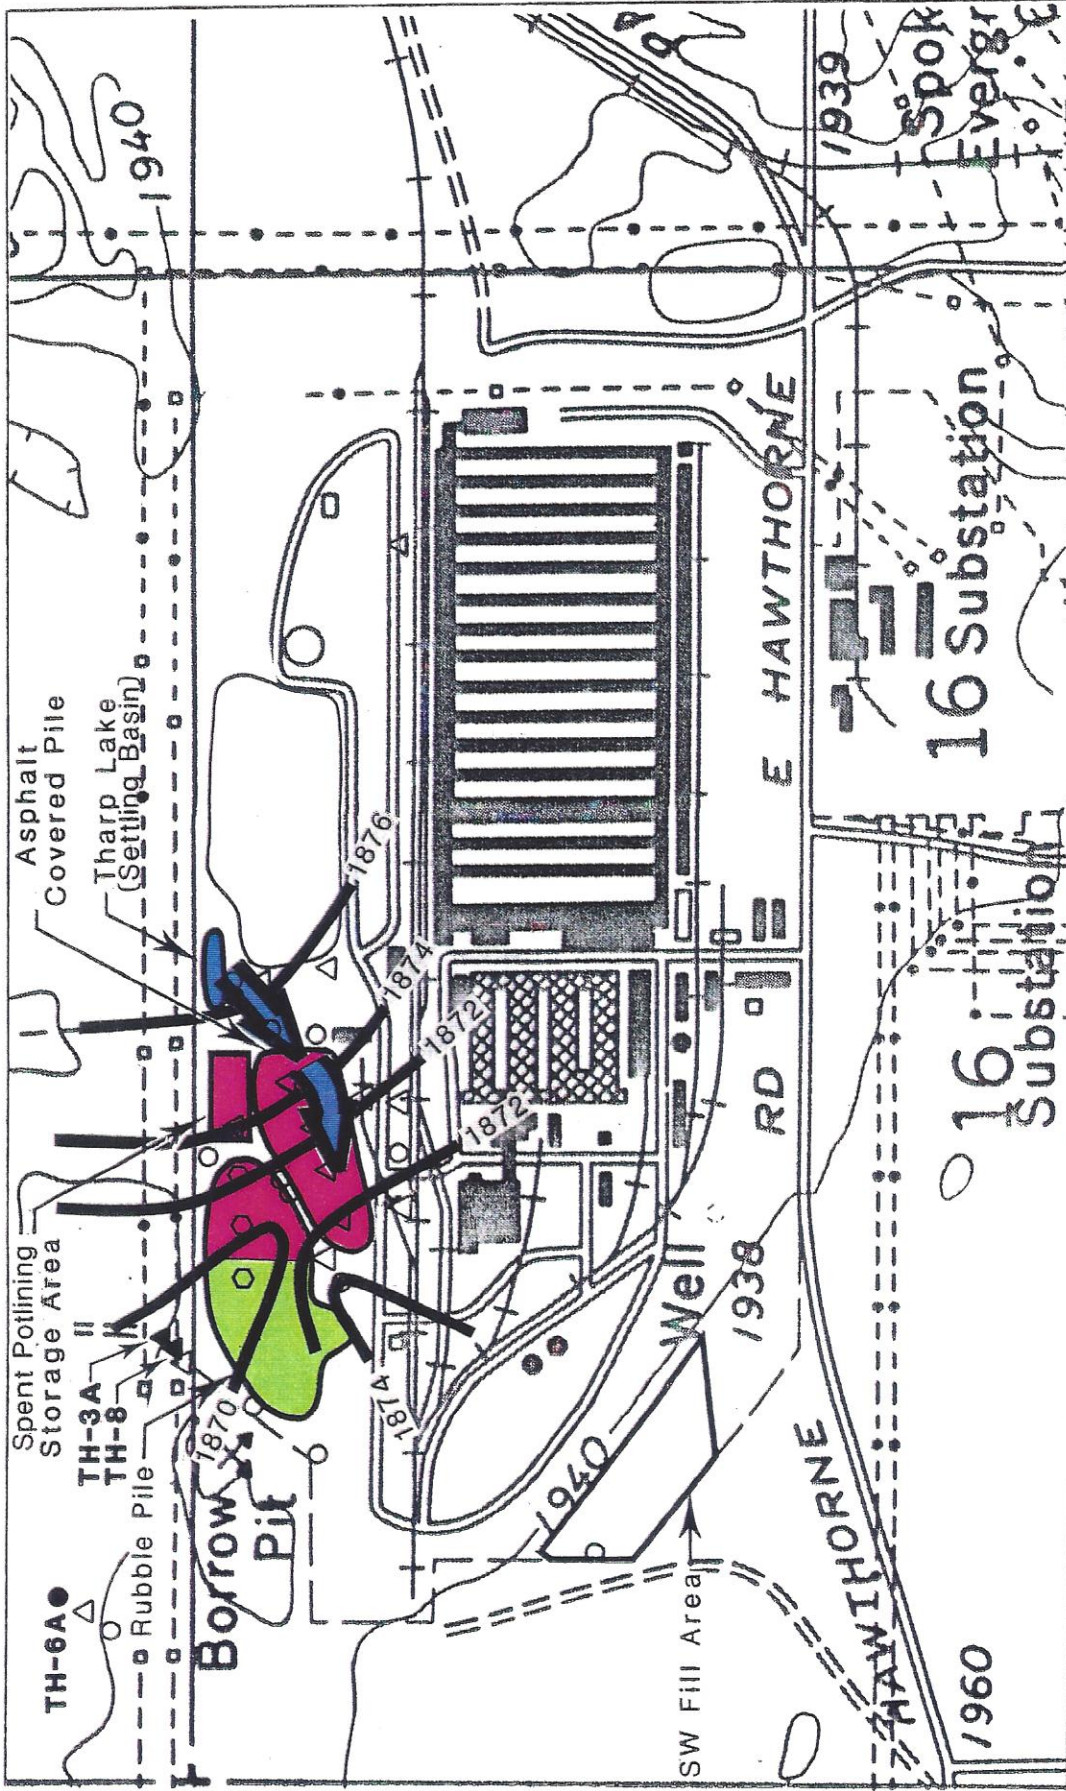 TH-6A
Spent Potlining
Storage Area
TH-3A
TH-8
Rubble Pile
Asphalt
Covered Pile
Tharp Lake
(Settling Basin)
1940
Borrow
Pit
1870
1874
1872
1872
1874
1876
1940
SW Fill Area
Well
1938
HAWTHORNE
RD
E HAWTHORNE
HAWTHORNE
1960
16
Substation
16 Substation
1939
Spok
Evergr